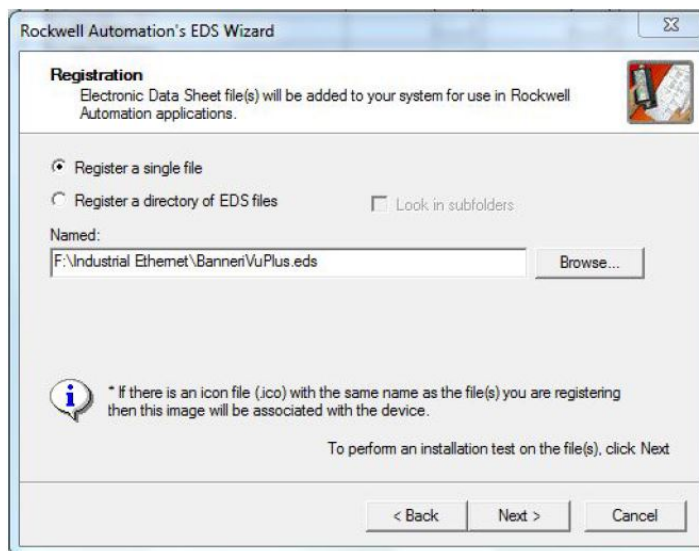 Rockwell Automation's EDS Wizard
Registration
Electronic Data Sheet file(s) will be added to your system for use in Rockwell
Automation applications.
Register a single file
Register a directory of EDS files
Look in subfolders
Named:
F:\Industrial Ethernet\BanneriVuPlus.eds
Browse...
* If there is an icon file (.ico) with the same name as the file(s) you are registering
then this image will be associated with the device.
To perform an installation test on the file(s), click Next
< Back
Next >
Cancel